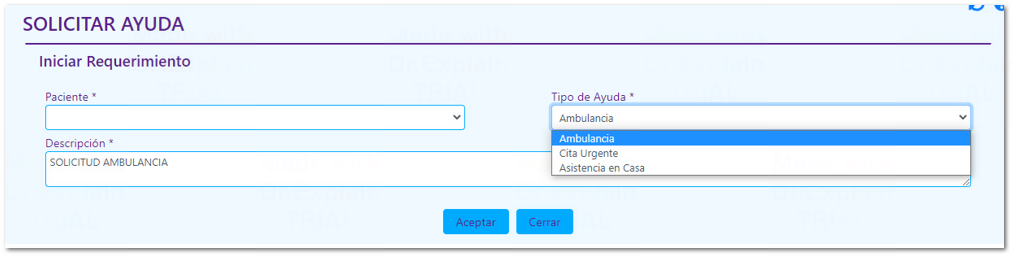 SOLICITAR AYUDA
Iniciar Requerimiento
Paciente *
Tipo de Ayuda *
Ambulancia
Ambulancia
Cita Urgente
Asistencia en Casa
Descripción *
SOLICITUD AMBULANCIA
Aceptar
Cerrar